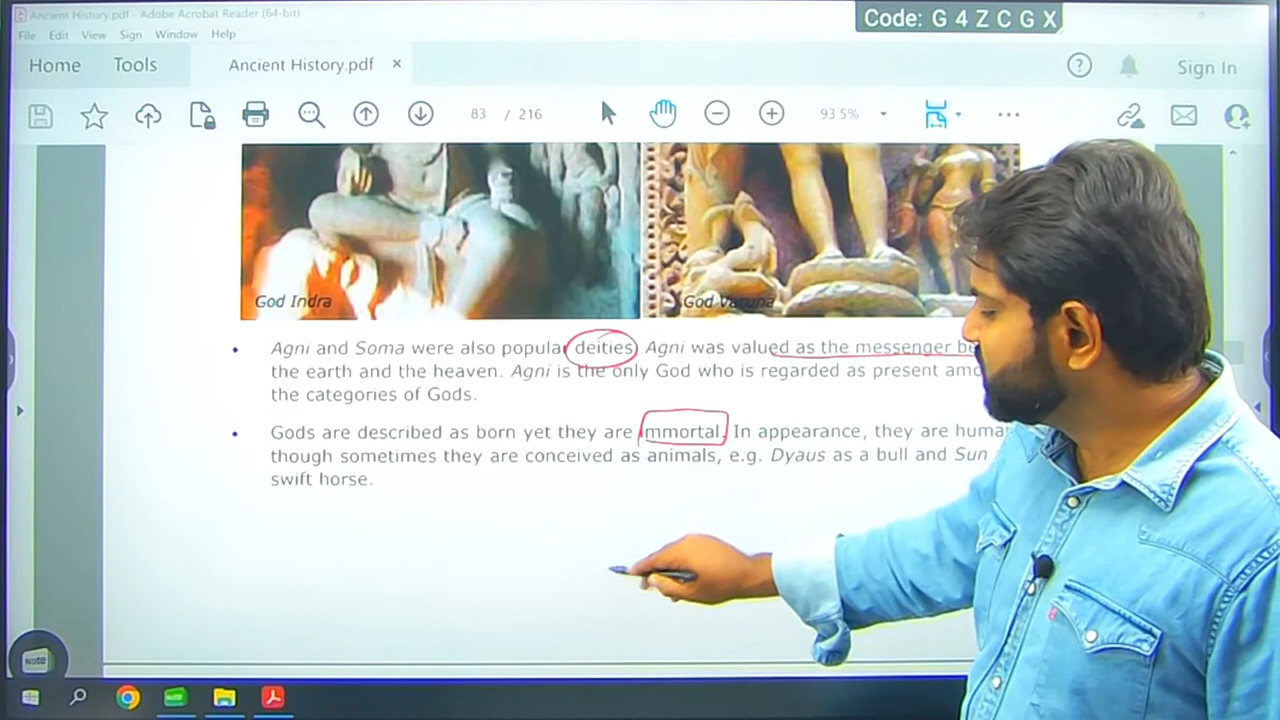 Ancient History.pdf - Adobe Acrobat Reader (64-bit)
Code: G 4 Z C G X
File Edit View Sign Window Help
Home Tools Ancient History.pdf × Sign In
83 / 216 93.5%
God Indra God Varuna
• Agni and Soma were also popular deities. Agni was valued as the messenger
the earth and the heaven. Agni is the only God who is regarded as present
the categories of Gods.
• Gods are described as born yet they are immortal. In appearance, they are
though sometimes they are conceived as animals, e.g. Dyaus as a bull and Sun
swift horse.
Note